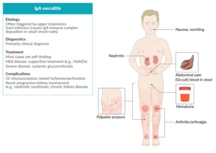 IgA vasculitis
Etiology
Often triggered by upper respiratory
tract infection (causes IgA immune complex
deposition in small vessel walls)
Diagnostics
Primarily clinical diagnosis
Treatment
Most cases are self-limiting
Mild disease: supportive treatment (e.g., NSAIDs)
Severe disease: systemic glucocorticoids
Complications
GI: intussusception, bowel ischemia/perforation
Renal: progressive kidney involvement
(e.g., nephrotic syndrome), chronic kidney disease
Nausea, vomiting
Nephritis
Abdominal pain
(Occult) blood in stool
Hematuria
Palpable purpura
Arthritis/arthralgia